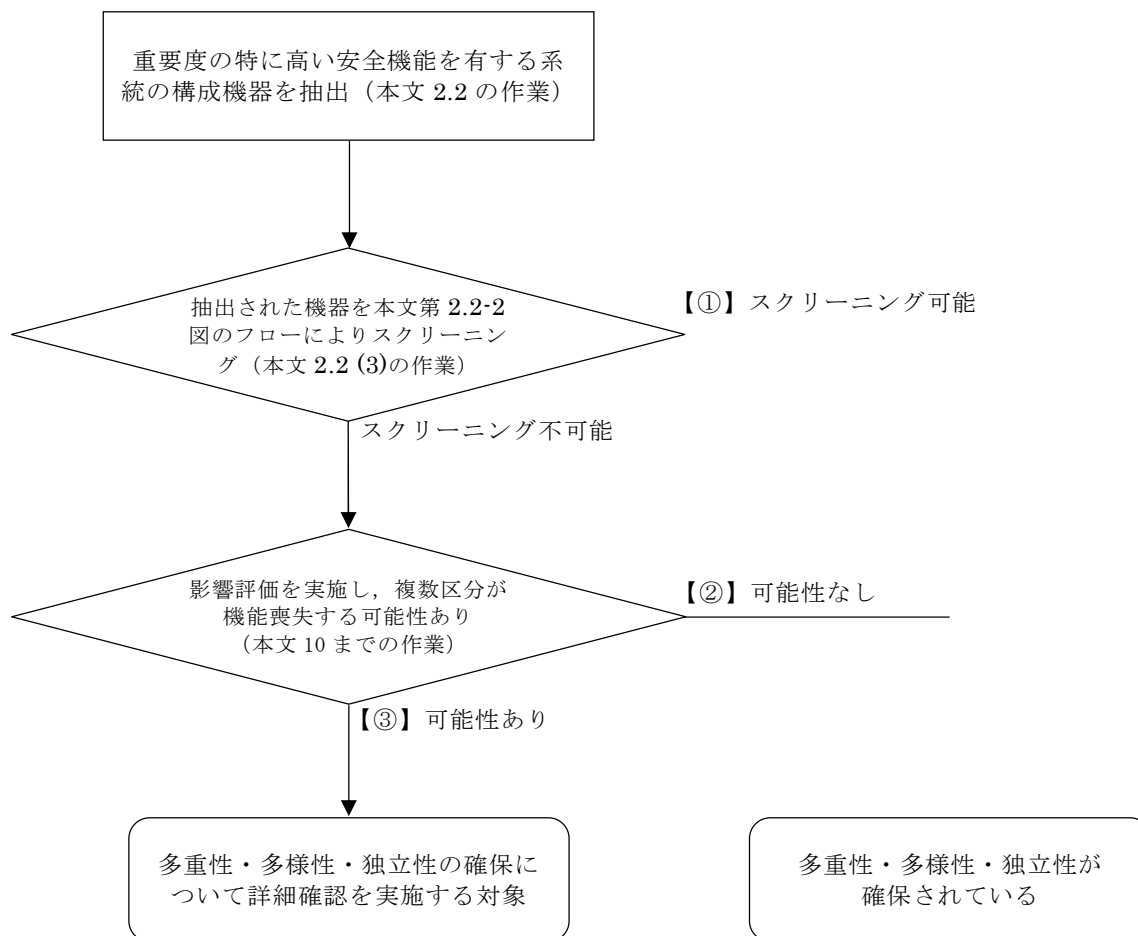 重要度の特に高い安全機能を有する系
統の構成機器を抽出（本文 2.2 の作業）
抽出された機器を本文第 2.2-2
図のフローによりスクリーニン
グ（本文 2.2 (3)の作業）
【①】スクリーニング可能
スクリーニング不可能
影響評価を実施し，複数区分が
機能喪失する可能性あり
（本文 10 までの作業）
【②】可能性なし
【③】可能性あり
多重性・多様性・独立性の確保に
ついて詳細確認を実施する対象
多重性・多様性・独立性が
確保されている